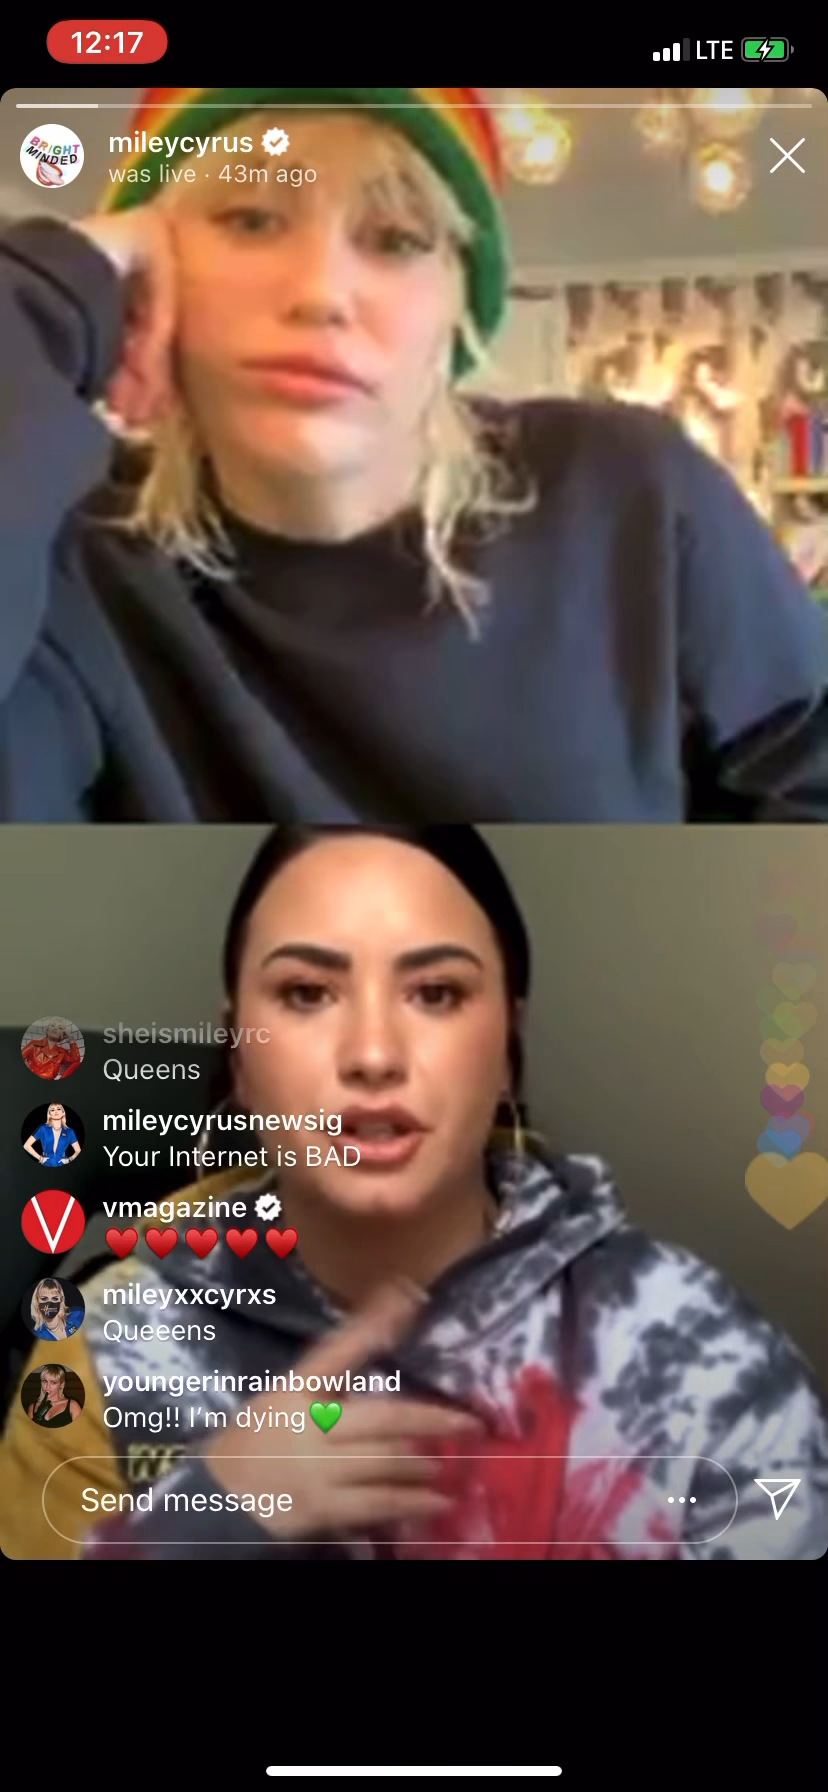 12:17
LTE
BRIGHT
MINDED
mileycyrus
was live · 43m ago
sheismileyrc
Queens
mileycyrusnewsig
Your Internet is BAD
vmagazine
❤️❤️❤️❤️❤️
mileyxxcyrxs
Queeens
youngerinrainbowland
Omg!! I’m dying💚
Send message